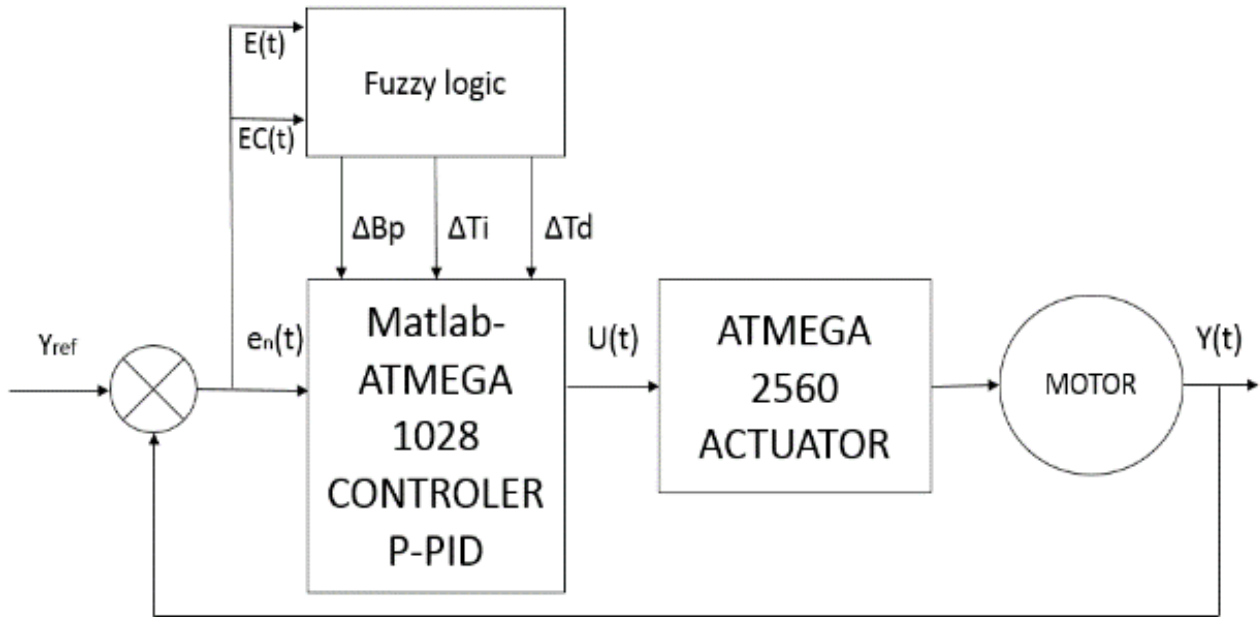 E(t)
Fuzzy logic
EC(t)
ΔBp
ΔTi
ΔTd
Yref
en(t)
Matlab-
ATMEGA
1028
CONTROLER
P-PID
U(t)
ATMEGA
2560
ACTUATOR
MOTOR
Y(t)